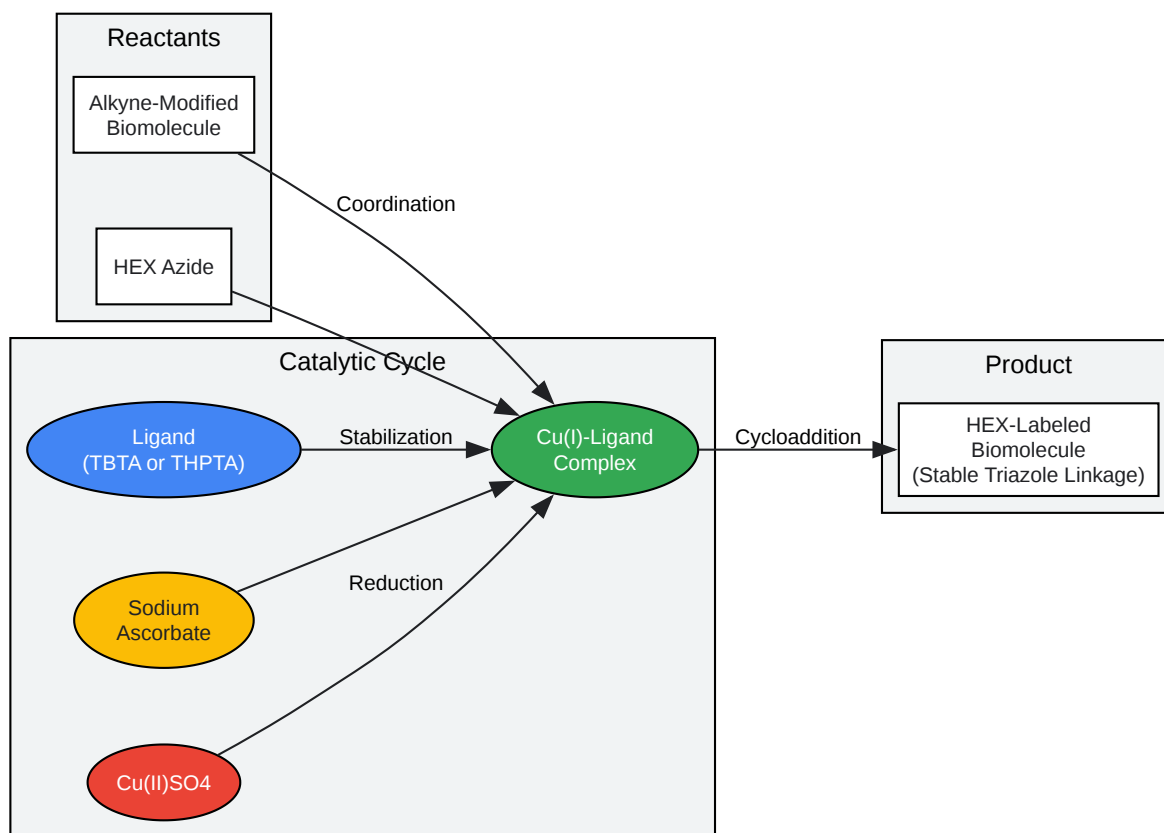 Reactants
Alkyne-Modified
Biomolecule
Coordination
HEX Azide
Catalytic Cycle
Ligand
(TBTA or THPTA)
Stabilization
Cu(I)-Ligand
Complex
Cycloaddition
Product
HEX-Labeled
Biomolecule
(Stable Triazole Linkage)
Sodium
Ascorbate
Reduction
Cu(II)SO4